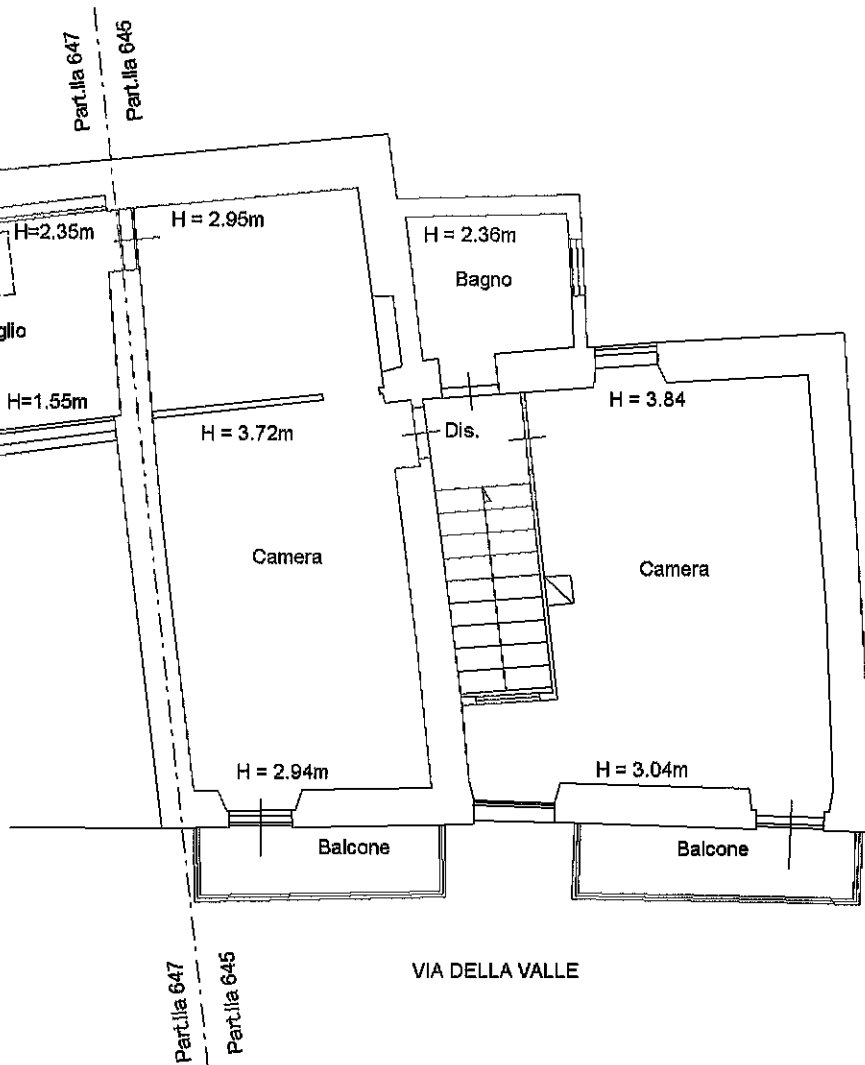 Part.lla 647
Part.lla 645
H=2.35m
H = 2.95m
H = 2.36m
Bagno
glio
H=1.55m
H = 3.72m
Dis.
H = 3.84
Camera
Camera
H = 2.94m
H = 3.04m
Balcone
Balcone
VIA DELLA VALLE
Part.lla 647
Part.lla 645